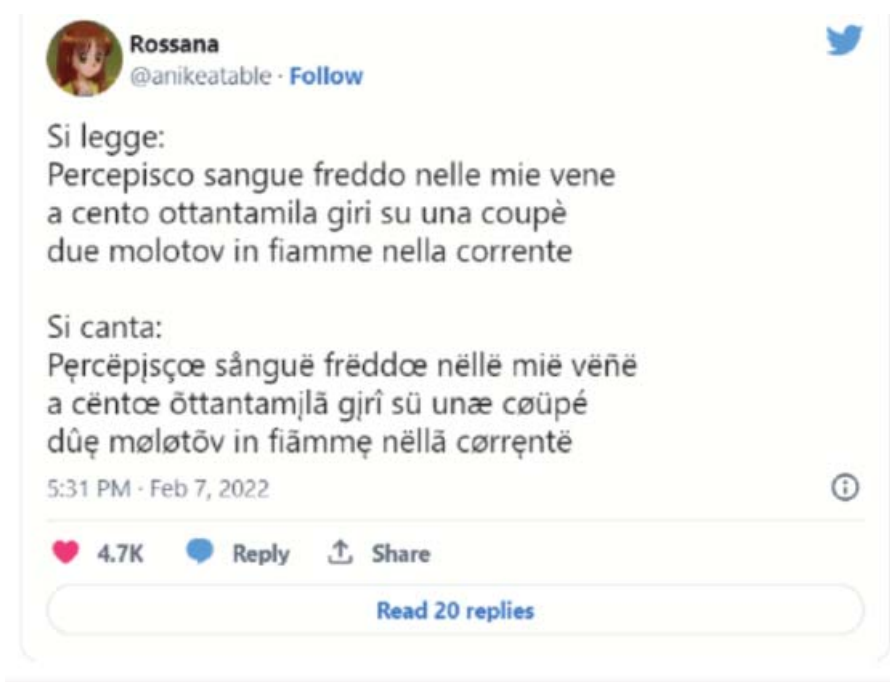 Rossana
@anikeatable · Follow
Si legge:
Percepisco sangue freddo nelle mie vene
a cento ottantamila giri su una coupè
due molotov in fiamme nella corrente
Si canta:
Pęrcëpįsçœ sånguë frëddœ nëllë mië vëñë
a cëntœ õttantamįlã gįrî sü unæ cøüpé
dûę møløtõv in fiãmmę nëllã cørręntë
5:31 PM · Feb 7, 2022
4.7K Reply Share
Read 20 replies